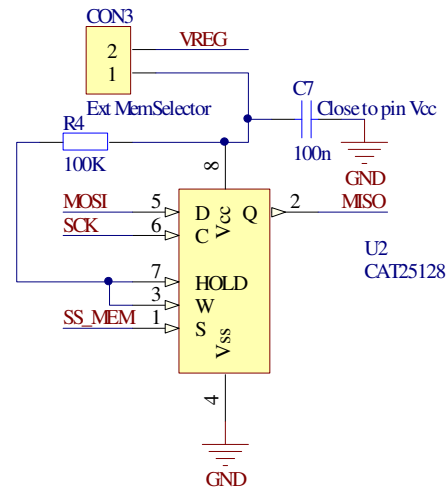 CON3
2 VREG
1
Ext MemSelector
C7
Close to pin Vcc
100n
GND
R4
100K
8
MOSI 5 D Vcc Q 2 MISO
SCK 6 C
U2
CAT25128
7 HOLD
3 W
SS_MEM 1 S
Vss
4
GND